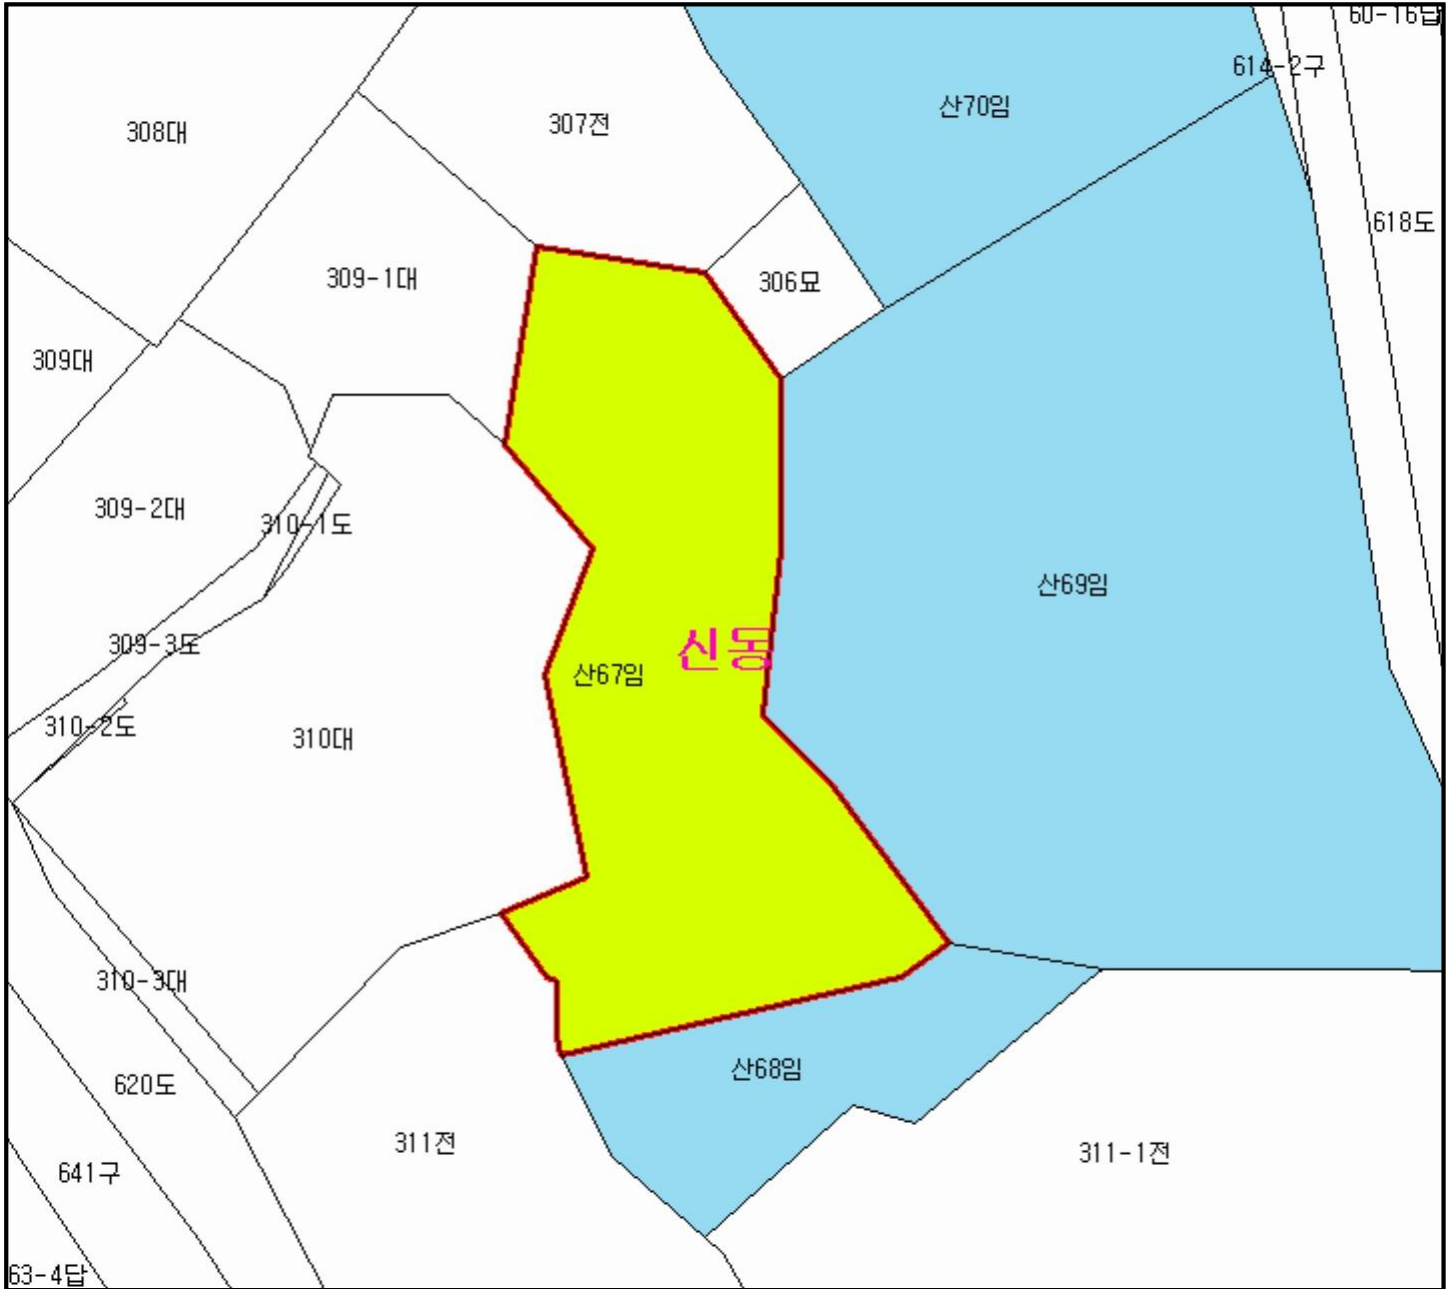 60-16답
614-2구
산70임
307전
308대
618도
309-1대
306묘
309대
309-2대
310-1도
산69임
309-3도
신동
산67임
310-2도
310대
310-3대
산68임
620도
311전
311-1전
641구
63-4답